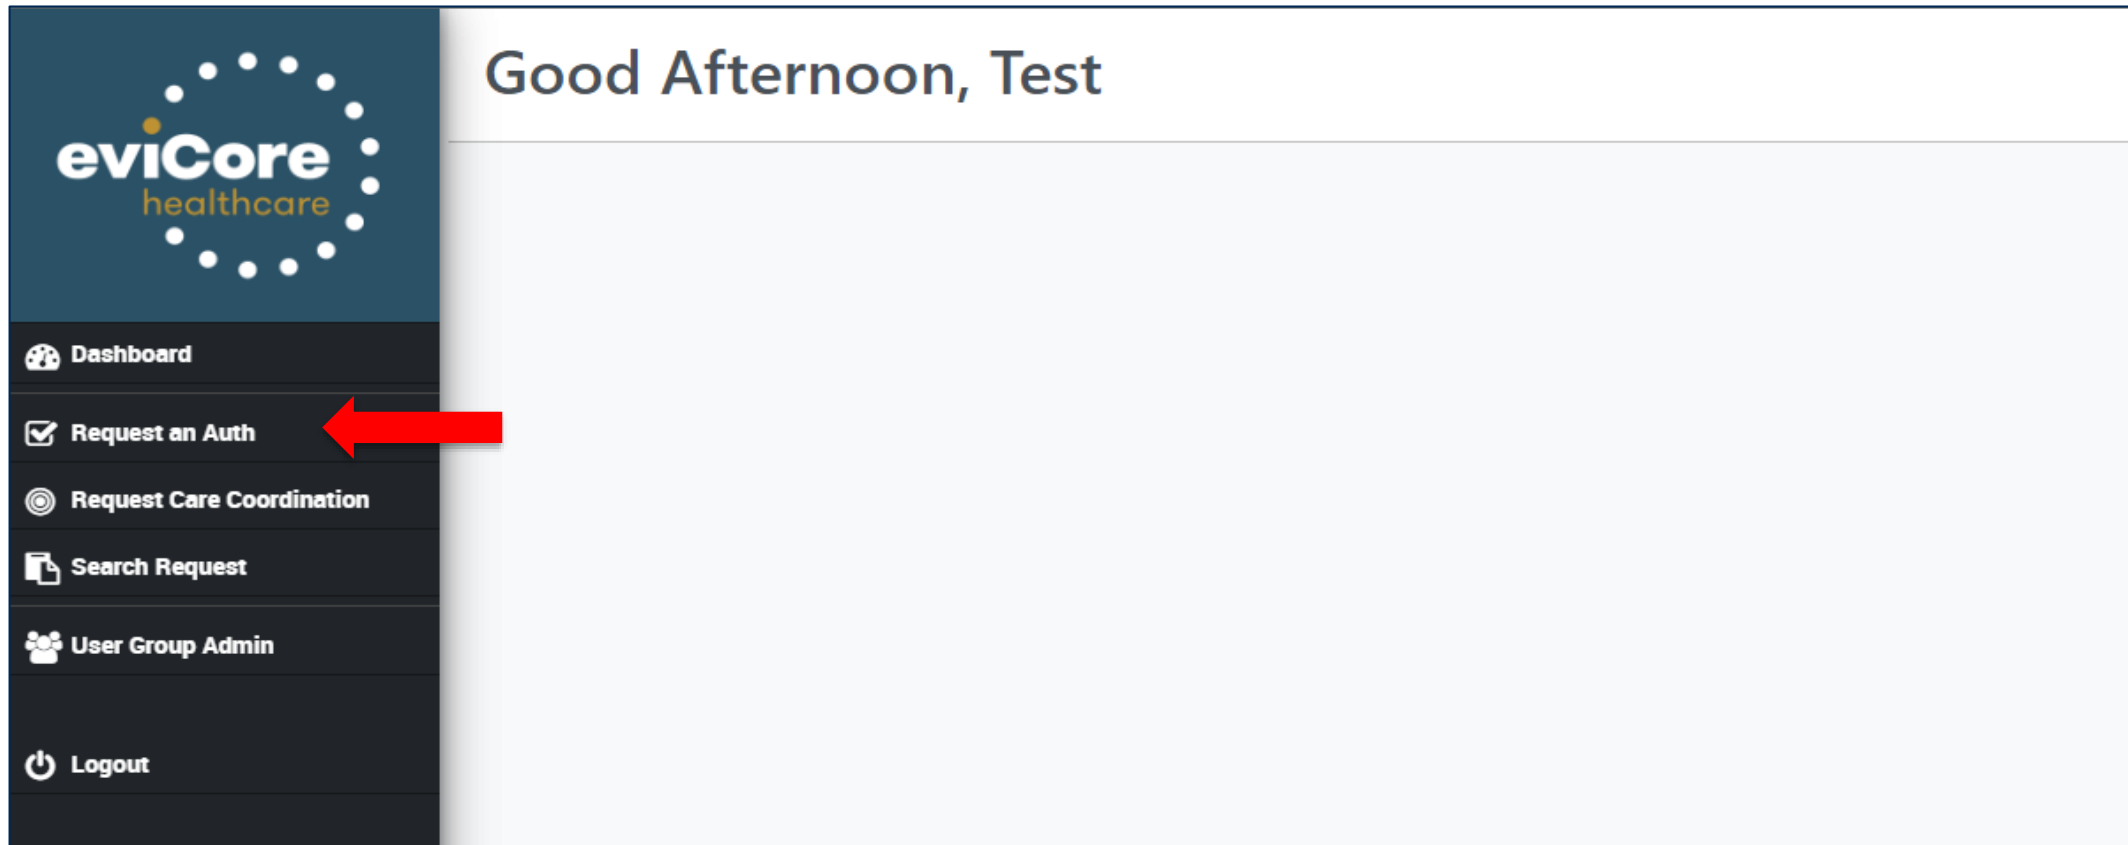 eviCore
healthcare
Good Afternoon, Test
Dashboard
Request an Auth
Request Care Coordination
Search Request
User Group Admin
Logout